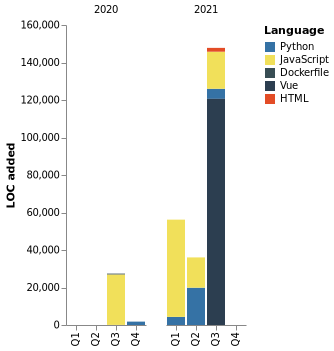 2020 2021
Language
Python
JavaScript
Dockerfile
Vue
HTML
LOC added
160,000
140,000
120,000
100,000
80,000
60,000
40,000
20,000
0
Q1 Q2 Q3 Q4 Q1 Q2 Q3 Q4